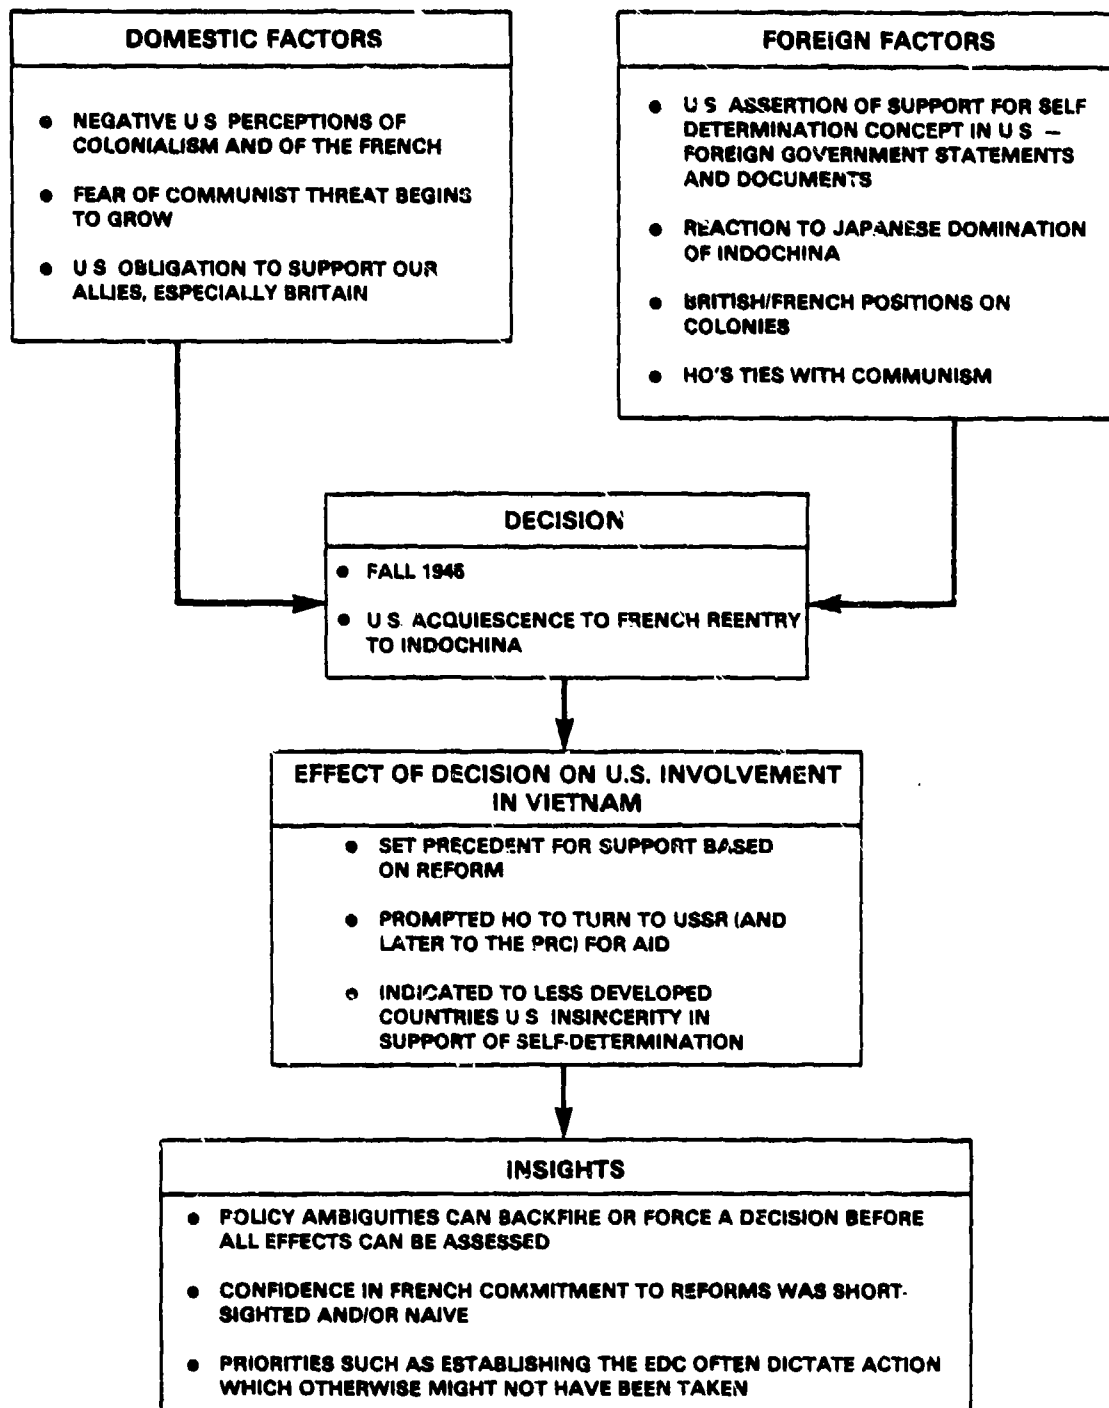 DOMESTIC FACTORS
● NEGATIVE U S PERCEPTIONS OF
COLONIALISM AND OF THE FRENCH
● FEAR OF COMMUNIST THREAT BEGINS
TO GROW
● U S OBLIGATION TO SUPPORT OUR
ALLIES, ESPECIALLY BRITAIN
FOREIGN FACTORS
● U S ASSERTION OF SUPPORT FOR SELF
DETERMINATION CONCEPT IN U S –
FOREIGN GOVERNMENT STATEMENTS
AND DOCUMENTS
● REACTION TO JAPANESE DOMINATION
OF INDOCHINA
● BRITISH/FRENCH POSITIONS ON
COLONIES
● HO'S TIES WITH COMMUNISM
DECISION
● FALL
● U S. ACQUIESCENCE TO FRENCH REENTRY
TO INDOCHINA
EFFECT OF DECISION ON U.S. INVOLVEMENT
IN VIETNAM
● SET PRECEDENT FOR SUPPORT BASED
ON REFORM
● PROMPTED HO TO TURN TO USSR (AND
LATER TO THE PRC) FOR AID
● INDICATED TO LESS DEVELOPED
COUNTRIES U S INSINCERITY IN
SUPPORT OF SELF-DETERMINATION
INSIGHTS
● POLICY AMBIGUITIES CAN BACKFIRE OR FORCE A DECISION BEFORE
ALL EFFECTS CAN BE ASSESSED
● CONFIDENCE IN FRENCH COMMITMENT TO REFORMS WAS SHORT-
SIGHTED AND/OR NAIVE
● PRIORITIES SUCH AS ESTABLISHING THE EDC OFTEN DICTATE ACTION
WHICH OTHERWISE MIGHT NOT HAVE BEEN TAKEN